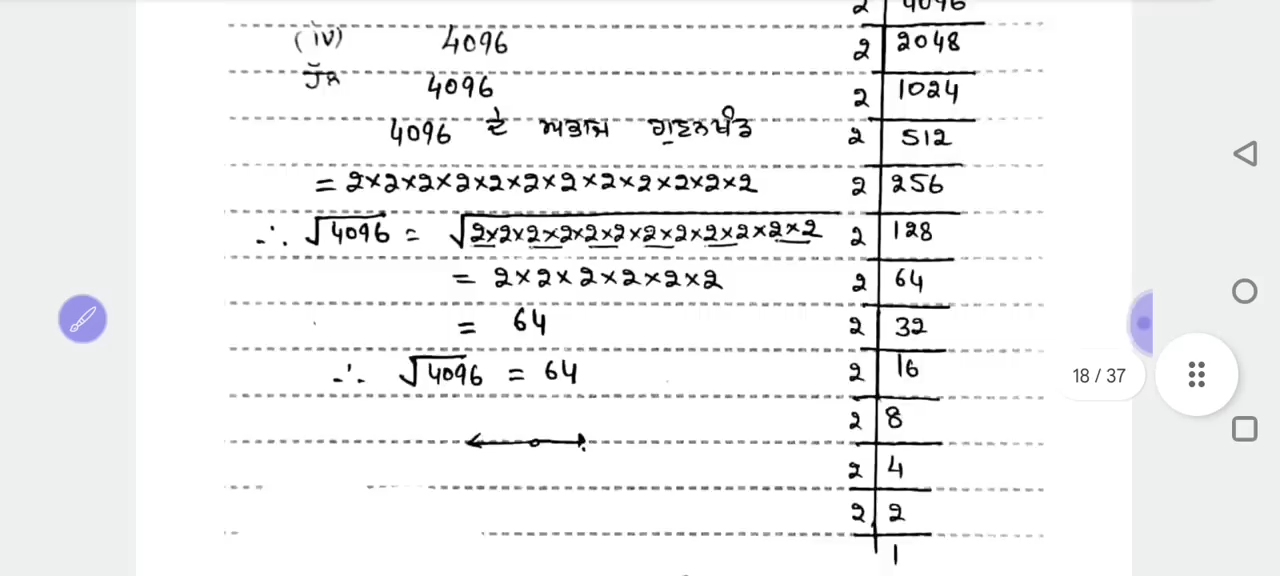 (iv) 4096
ਹੱਲ 4096
4096 ਦੇ ਅਭਾਜ ਗੁਣਨਖੰਡ
= 2×2×2×2×2×2×2×2×2×2×2×2
∴ √4096 = √2×2×2×2×2×2×2×2×2×2×2×2
= 2×2×2×2×2×2
= 64
∴ √4096 = 64
2 | 4096
2 | 2048
2 | 1024
2 | 512
2 | 256
2 | 128
2 | 64
2 | 32
2 | 16
2 | 8
2 | 4
2 | 2
| 1
18 / 37